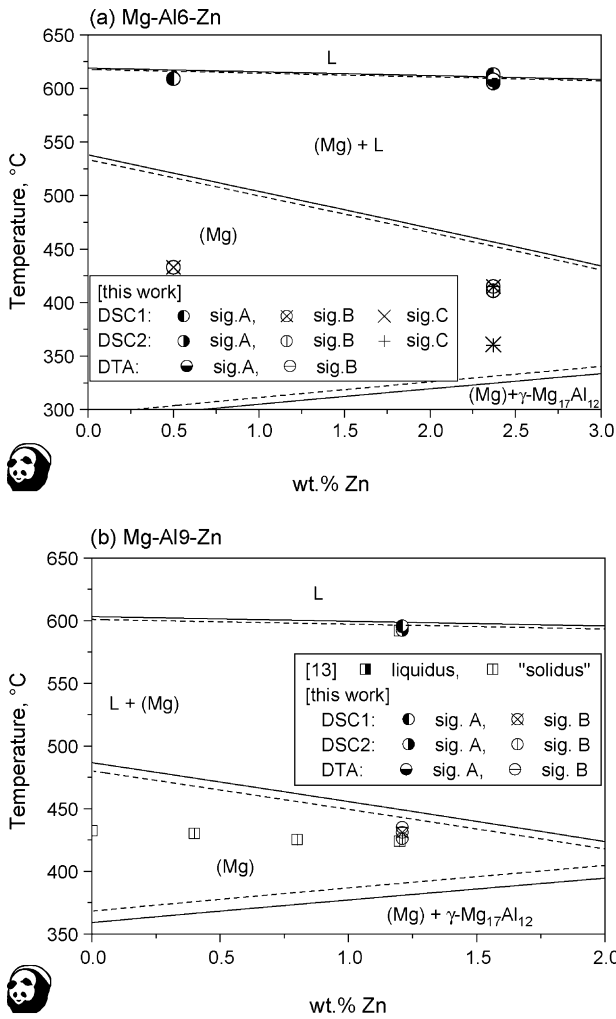 (a) Mg-Al6-Zn
650
600
550
500
450
400
350
300
Temperature, °C
L
(Mg) + L
(Mg)
[this work]
DSC1: sig.A, sig.B sig.C
DSC2: sig.A, sig.B sig.C
DTA: sig.A, sig.B
(Mg)+γ-Mg17Al12
0.0 0.5 1.0 1.5 2.0 2.5 3.0
wt.% Zn
(b) Mg-Al9-Zn
650
600
550
500
450
400
350
Temperature, °C
L
[13] liquidus, "solidus"
[this work]
DSC1: sig. A, sig. B
DSC2: sig. A, sig. B
DTA: sig. A, sig. B
L + (Mg)
(Mg)
(Mg) + γ-Mg17Al12
0.0 0.5 1.0 1.5 2.0
wt.% Zn